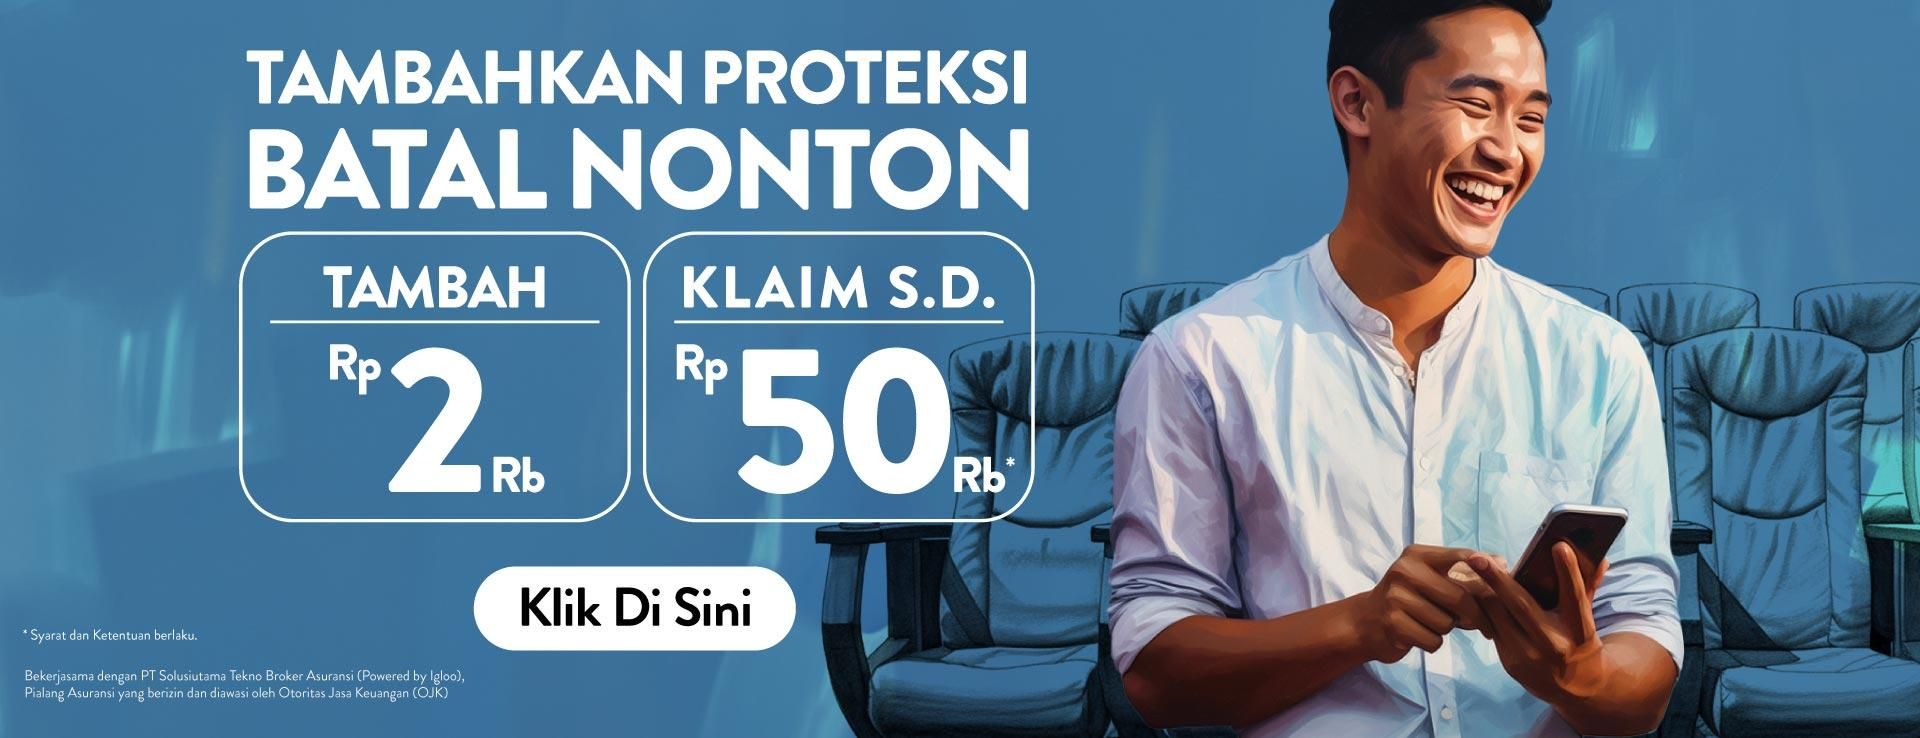 TAMBAHKAN PROTEKSI
BATAL NONTON
TAMBAH
Rp 2 Rb
KLAIM S.D.
Rp 50 Rb*
Klik Di Sini
* Syarat dan Ketentuan berlaku.
Bekerjasama dengan PT Solusiutama Tekno Broker Asuransi (Powered by Igloo),
Pialang Asuransi yang berizin dan diawasi oleh Otoritas Jasa Keuangan (OJK)